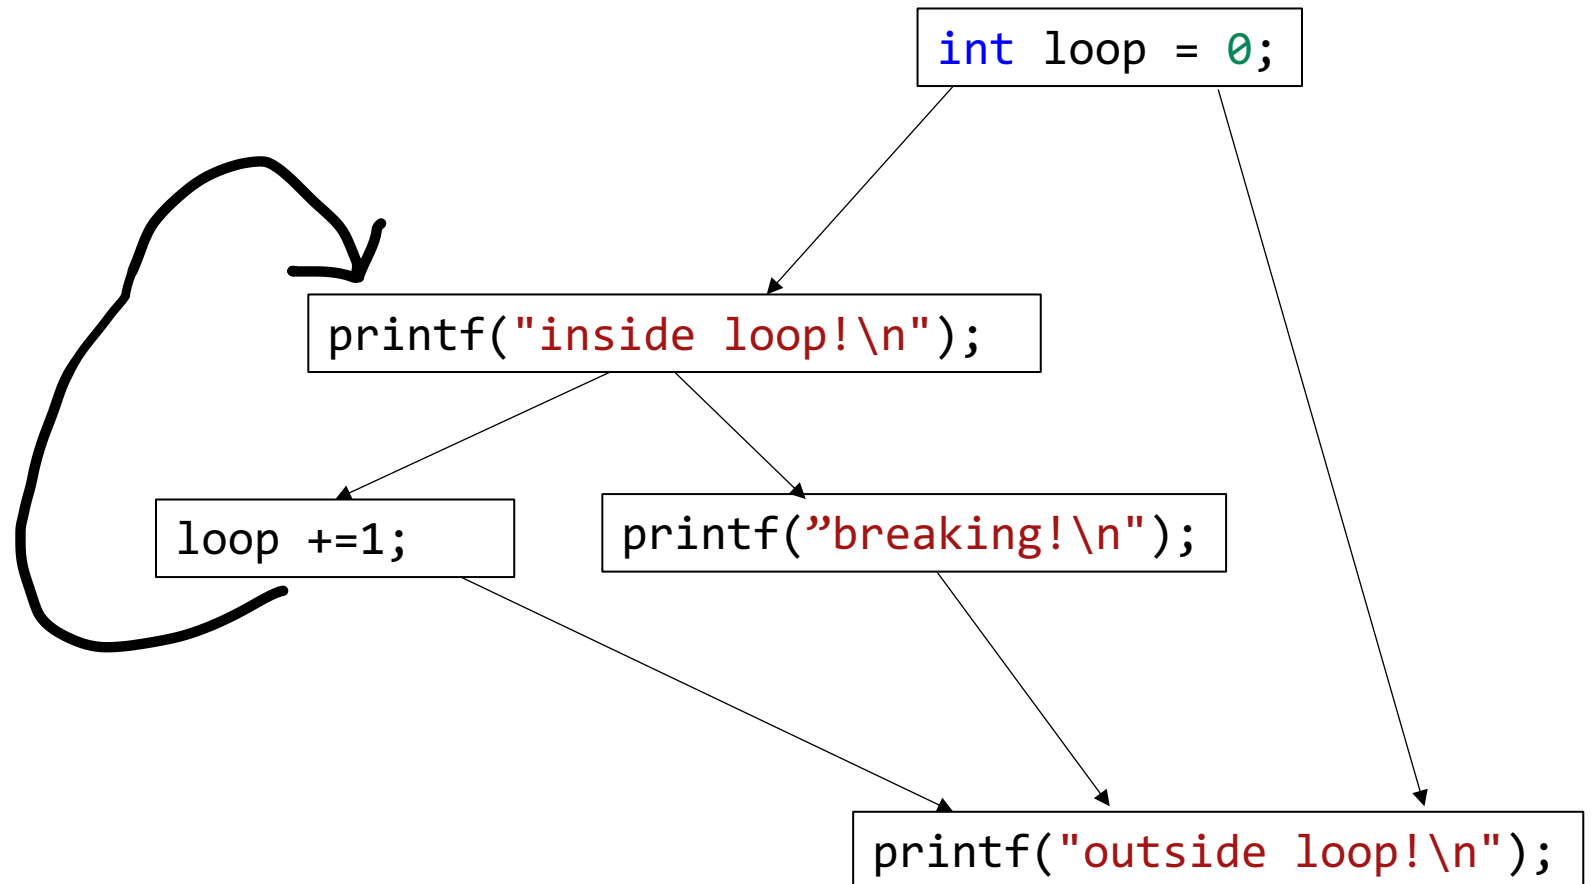 int loop = 0;
printf("inside loop!\n");
loop +=1;
printf(”breaking!\n");
printf("outside loop!\n");